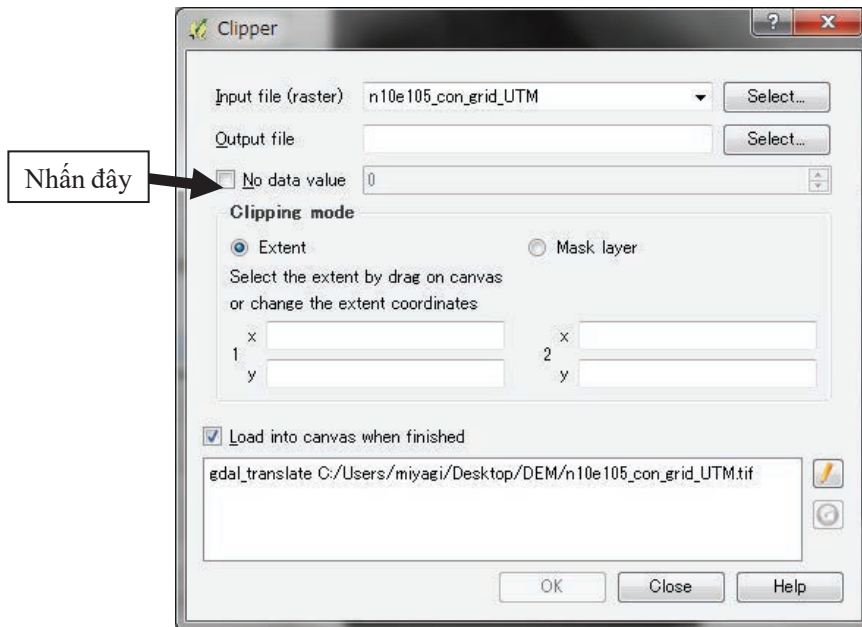 Clipper
Input file (raster) n10e105_con_grid_UTM Select...
Output file Select...
Nhấn đây
No data value 0
Clipping mode
Extent Mask layer
Select the extent by drag on canvas
or change the extent coordinates
x x
1 2
y y
Load into canvas when finished
gdal_translate C:/Users/miyagi/Desktop/DEM/n10e105_con_grid_UTM.tif
OK Close Help